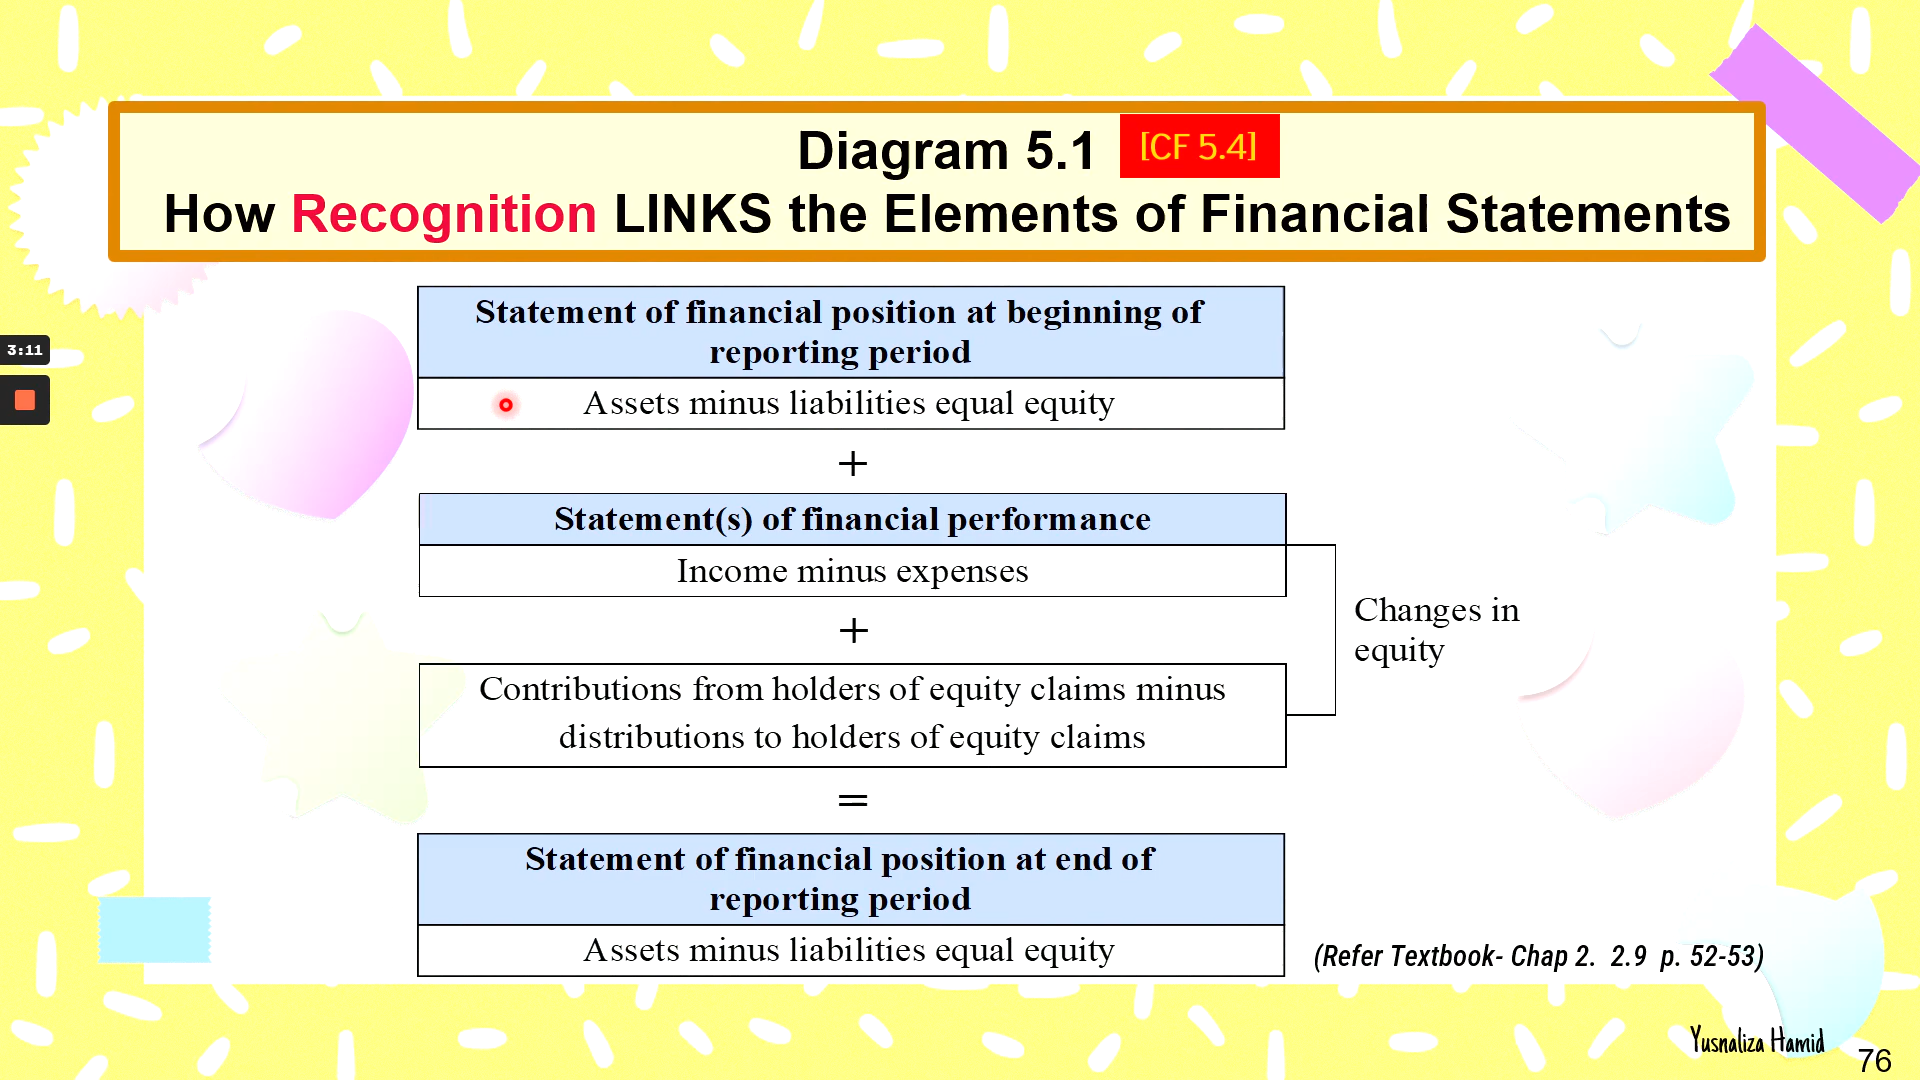 Diagram 5.1 [CF 5.4]
How Recognition LINKS the Elements of Financial Statements
3:11
Statement of financial position at beginning of
reporting period
Assets minus liabilities equal equity
+
Statement(s) of financial performance
Income minus expenses
+
Changes in
equity
Contributions from holders of equity claims minus
distributions to holders of equity claims
=
Statement of financial position at end of
reporting period
Assets minus liabilities equal equity
(Refer Textbook- Chap 2. 2.9 p. 52-53)
Yusnaliza Hamid
76